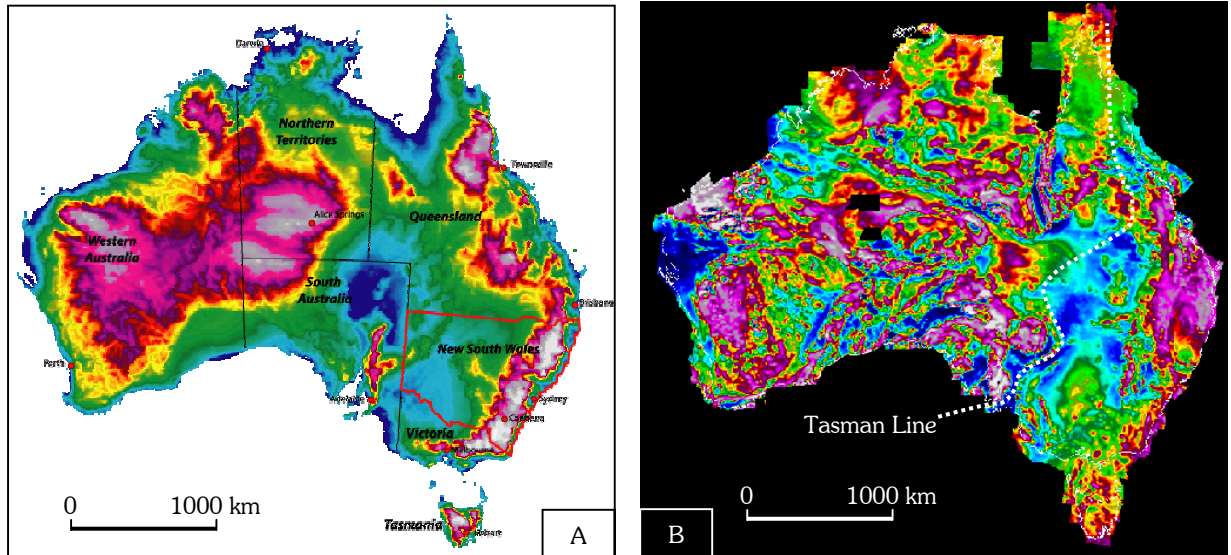 Darwin
Northern
Territories
Townsville
Alice Springs
Queensland
Western
Australia
South
Australia
Brisbane
New South Wales
Perth
Adelaide
Sydney
Canberra
Victoria
Melbourne
0 1000 km
Tasmania
Hobart
A
Tasman Line
0 1000 km
B